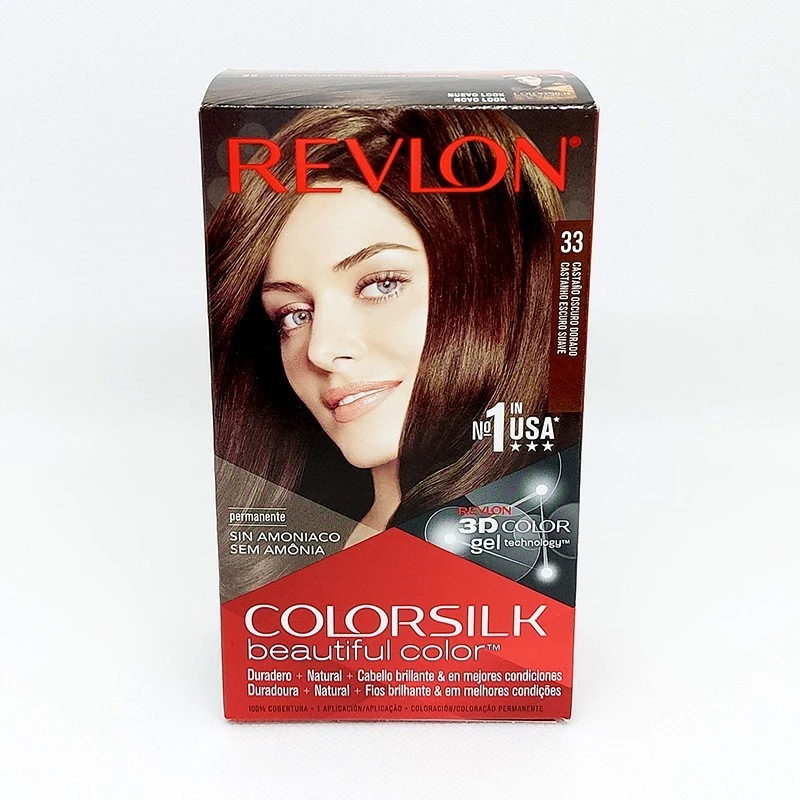 NUEVO LOOK
NOVO LOOK
COLORSILK
REVLON®
33
CASTAÑO OSCURO DORADO
CASTANHO ESCURO SUAVE
Nº1 IN USA*
permanente
SIN AMONIACO
SEM AMÔNIA
REVLON
3D COLOR
gel technology™
COLORSILK
beautiful color™
Duradero + Natural + Cabello brillante & en mejores condiciones
Duradoura + Natural + Fios brilhante & em melhores condições
100% COBERTURA • 1 APLICACIÓN/APLICAÇÃO • COLORACIÓN/COLORAÇÃO PERMANENTE